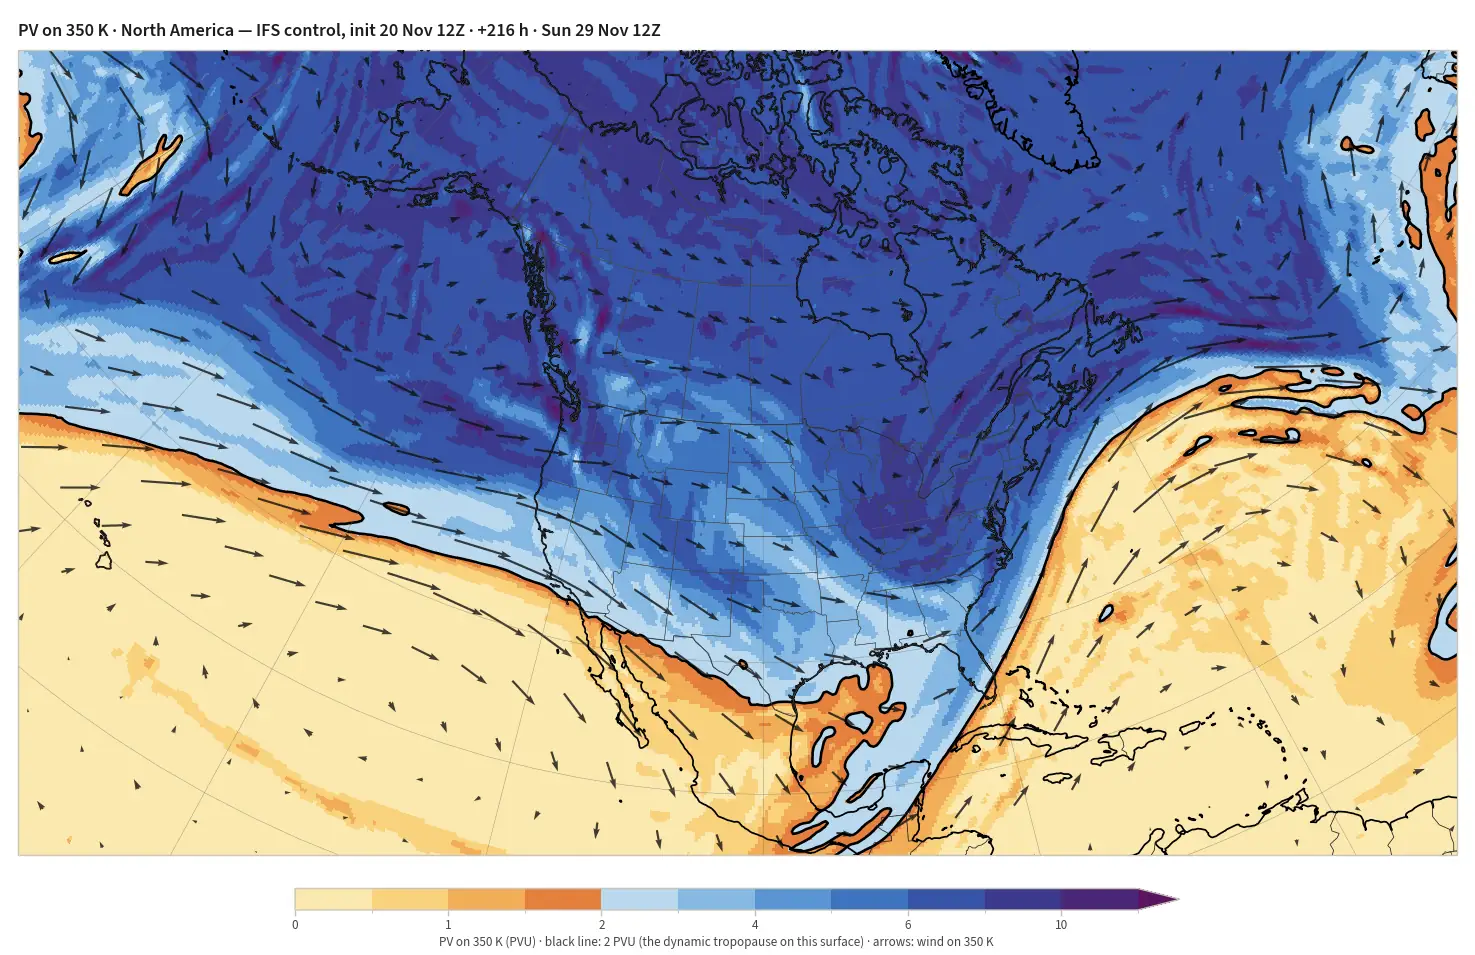 PV on 350 K · North America — IFS control, init 20 Nov 12Z · +216 h · Sun 29 Nov 12Z
0 1 2 4 6 10
PV on 350 K (PVU) · black line: 2 PVU (the dynamic tropopause on this surface) · arrows: wind on 350 K